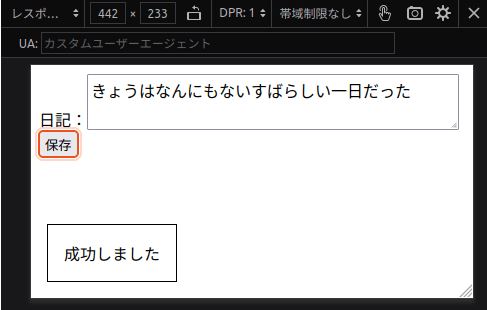 レスポ... 442 × 233 DPR: 1 帯域制限なし
UA: カスタムユーザーエージェント
きょうはなんにもないすばらしい一日だった
日記：
保存
成功しました